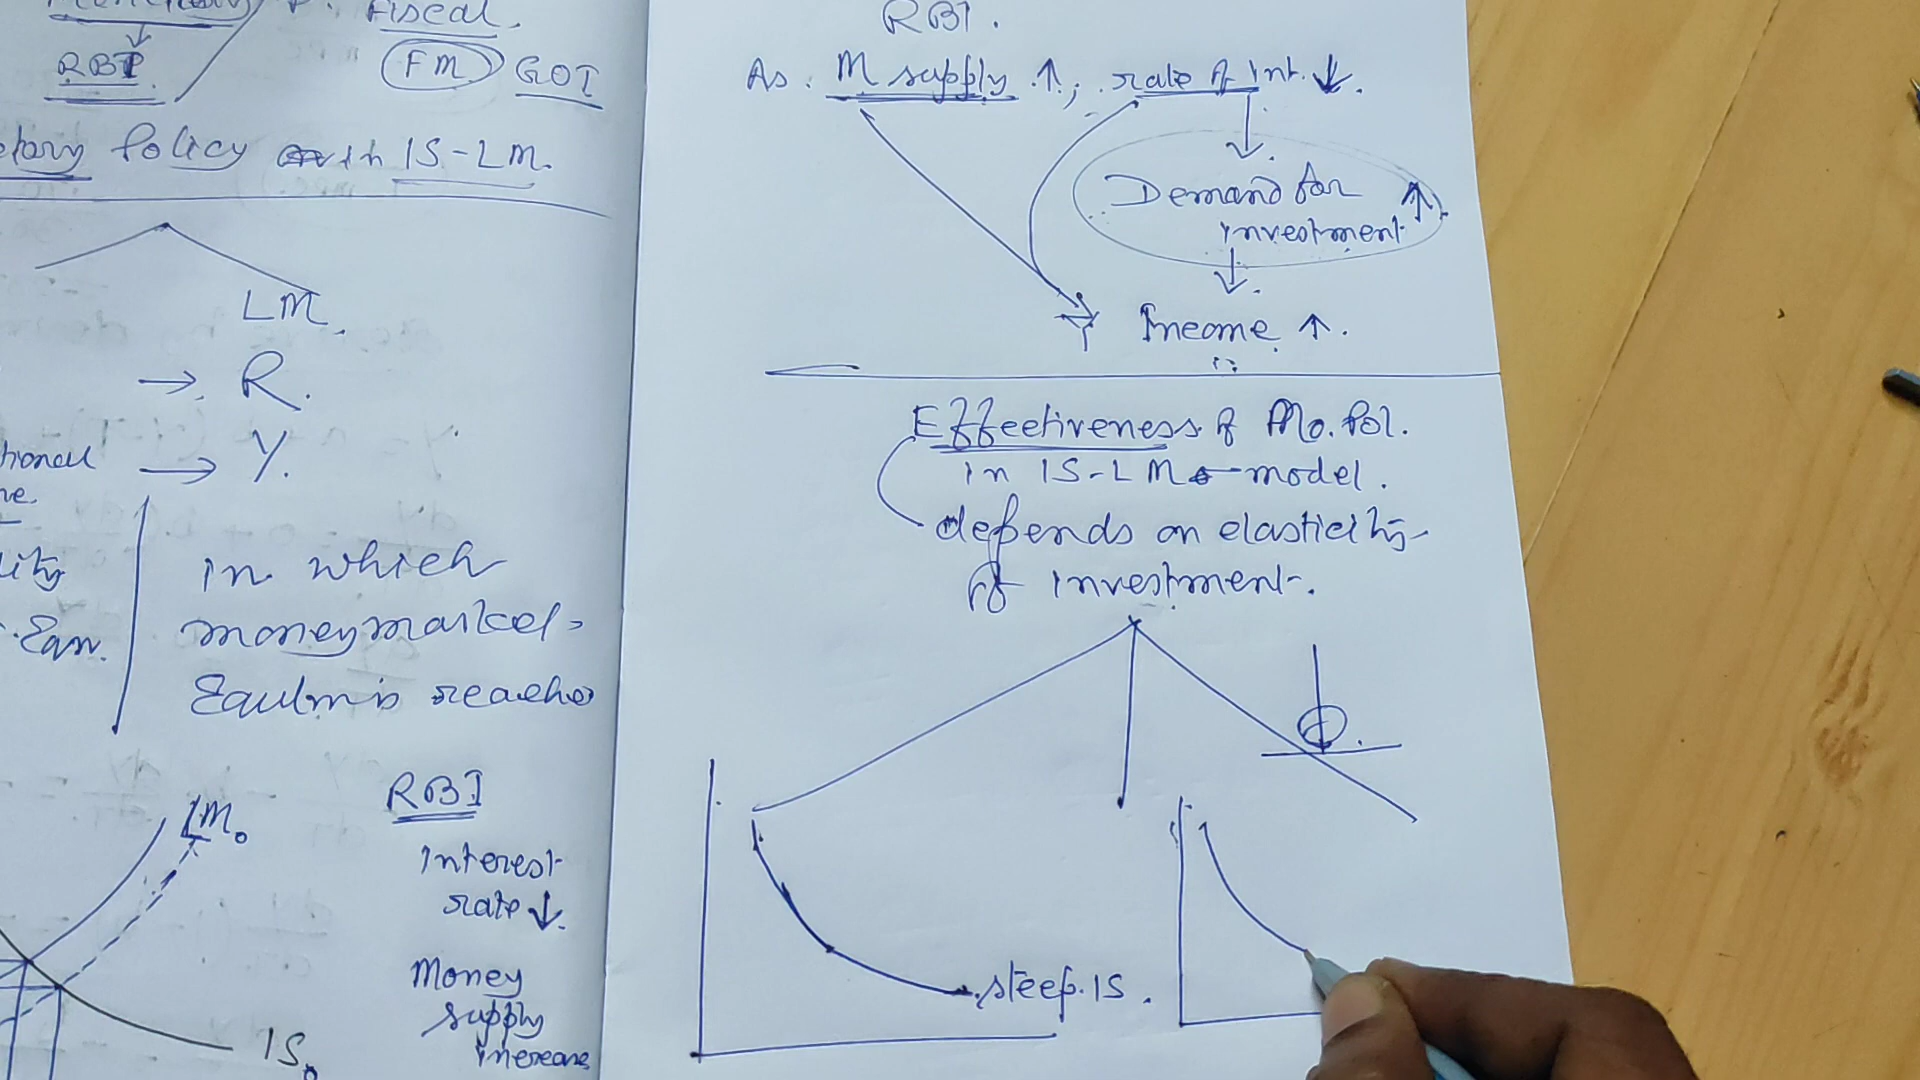 Fiscal.
RBI
FM GOI
Policy with IS-LM.
LM.
→ R.
→ Y.
in which
money market
Equlm is reached
LM₀
RBI
Interest
rate ↓.
Money
supply
increase
IS₀
RBI.
As. M supply ↑, rate of int. ↓.
Demand for
investment ↑
Y Income ↑.
Effectiveness of Mo. Pol.
in IS-LM model.
depends on elasticity
of investment.
steep IS.